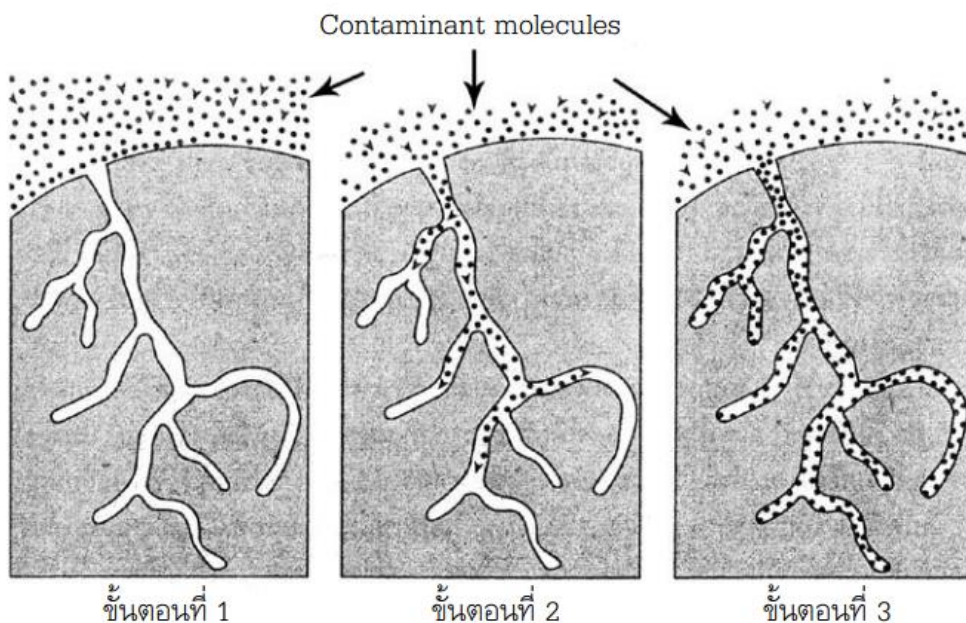 Contaminant molecules
ขั้นตอนที่ 1
ขั้นตอนที่ 2
ขั้นตอนที่ 3